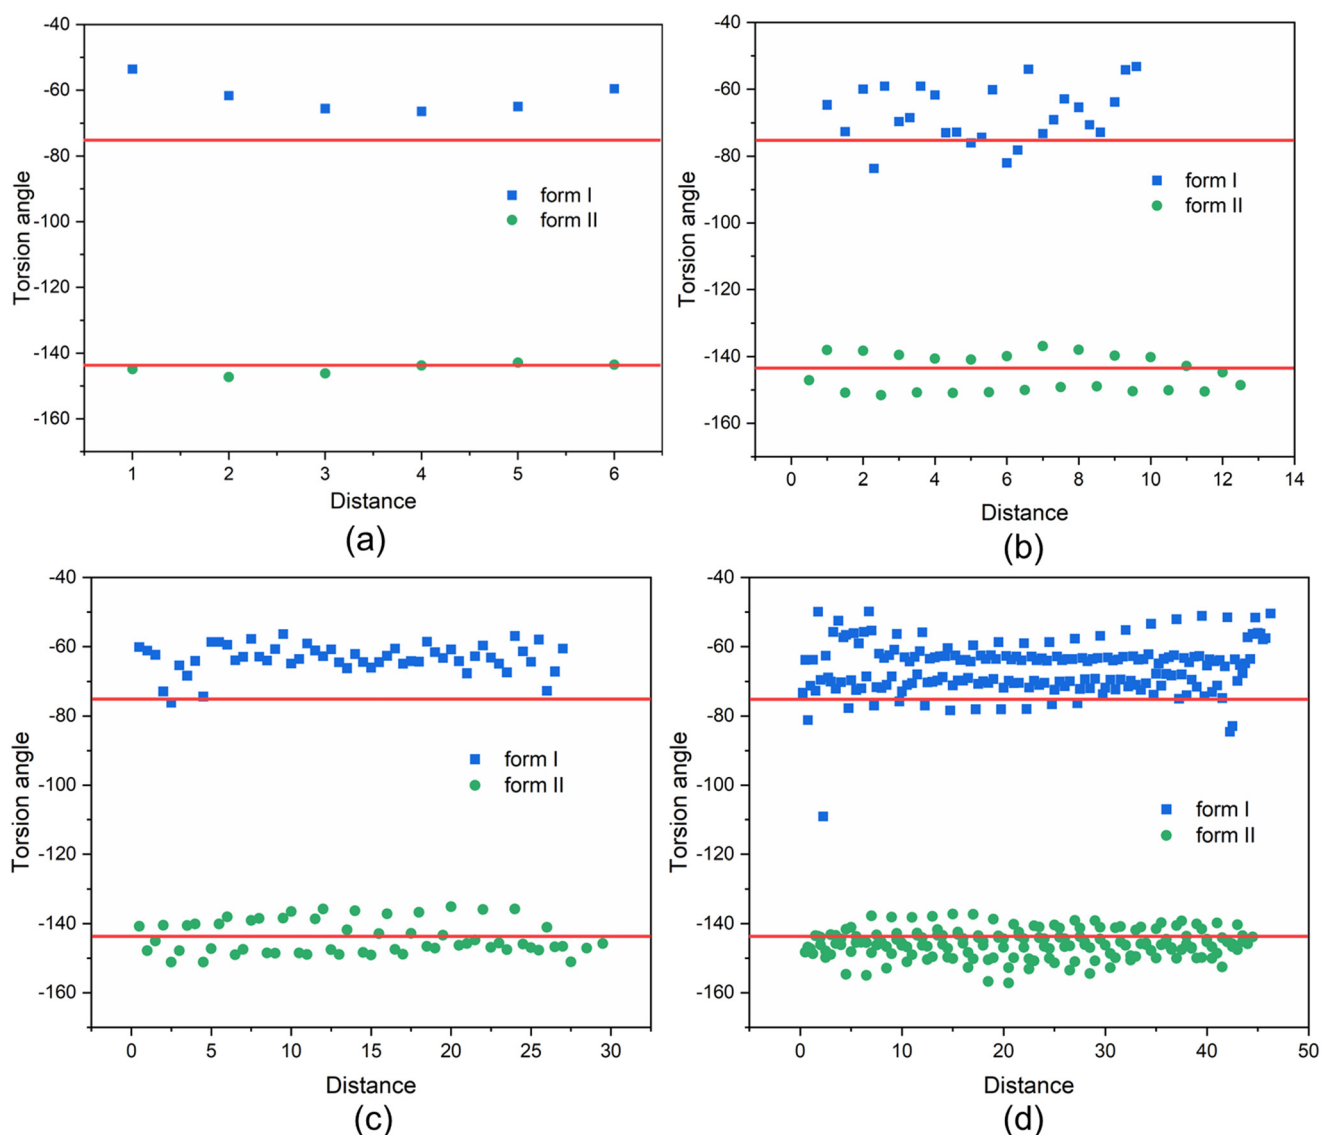 -40
-60
-80
-100
-120
-140
-160
Torsion angle
form I
form II
1 2 3 4 5 6
Distance
(a)
-40
-60
-80
-100
-120
-140
-160
Torsion angle
form I
form II
0 2 4 6 8 10 12 14
Distance
(b)
-40
-60
-80
-100
-120
-140
-160
Torsion angle
form I
form II
0 5 10 15 20 25 30
Distance
(c)
-40
-60
-80
-100
-120
-140
-160
Torsion angle
form I
form II
0 10 20 30 40 50
Distance
(d)